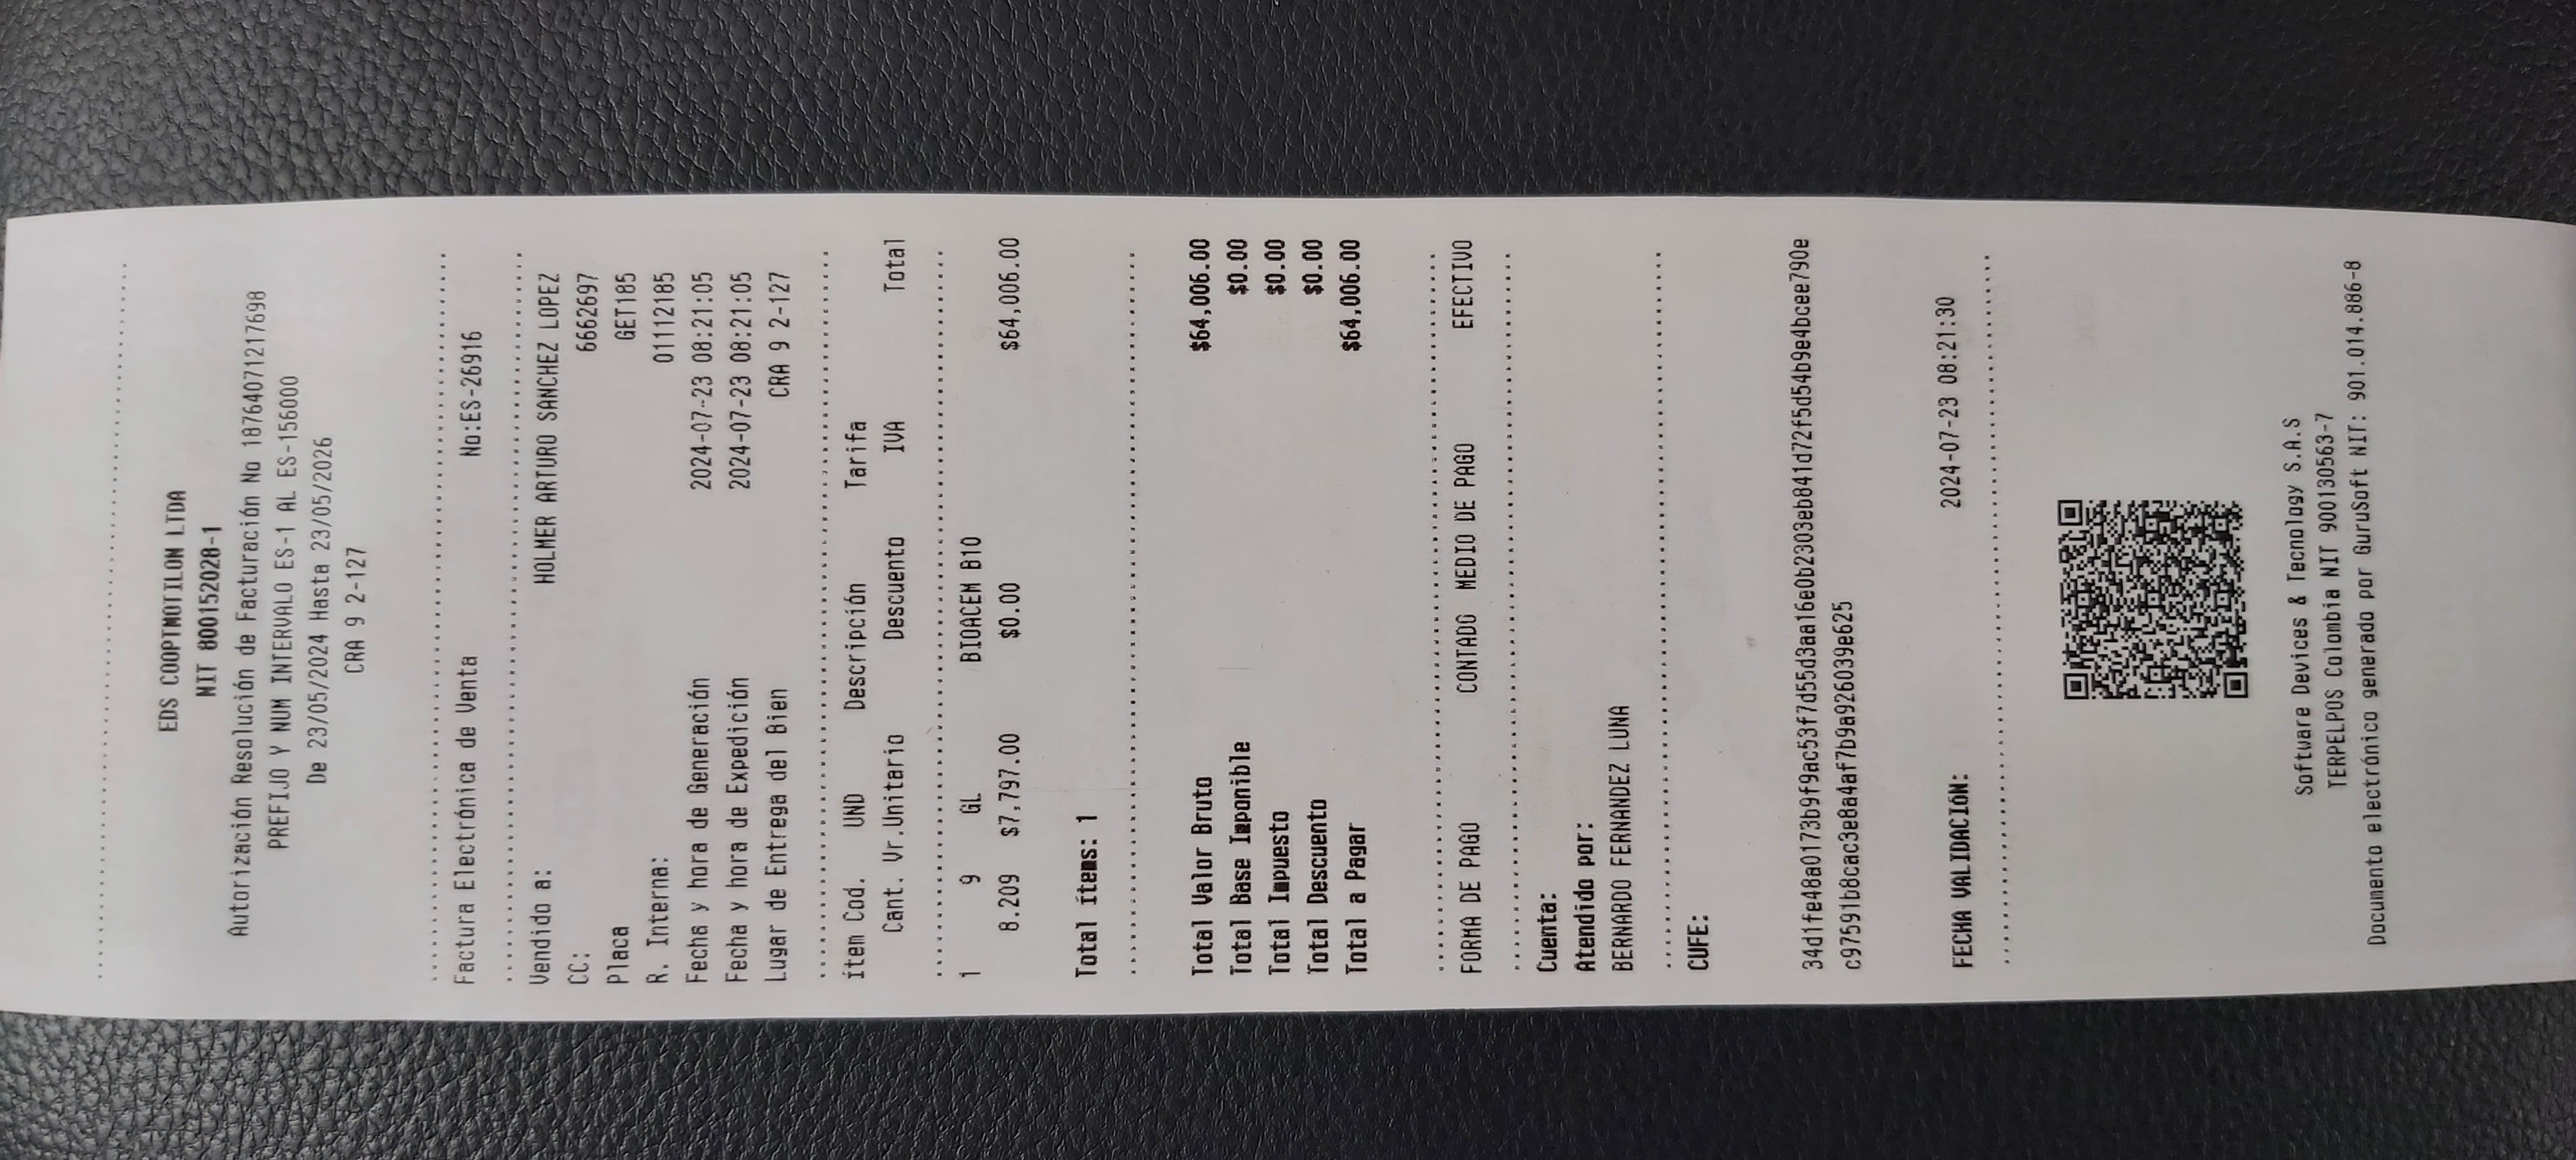 EDS COOPTMOTILON LTDA
NIT 800152028-1
Autorización Resolución de Facturación No 18764071217698
PREFIJO Y NUM INTERVALO ES-1 AL ES-156000
De 23/05/2024 Hasta 23/05/2026
CRA 9 2-127
Factura Electrónica de Venta No:ES-26916
Vendido a: HOLMER ARTURO SANCHEZ LOPEZ
CC: 6662697
Placa GET185
R. Interna: 01112185
Fecha y hora de Generación 2024-07-23 08:21:05
Fecha y hora de Expedición 2024-07-23 08:21:05
Lugar de Entrega del Bien CRA 9 2-127
Ítem Cod. UND Descripción Tarifa
Cant. Vr.Unitario Descuento IVA Total
1 9 GL BIOACEM B10
8.209 $7,797.00 $0.00 $64,006.00
Total ítems: 1
Total Valor Bruto $64,006.00
Total Base Imponible $0.00
Total Impuesto $0.00
Total Descuento $0.00
Total a Pagar $64,006.00
FORMA DE PAGO CONTADO MEDIO DE PAGO EFECTIVO
Cuenta:
Atendido por:
BERNARDO FERNANDEZ LUNA
CUFE:
34d1fe48a0173b9f9ac53f7d55d3aa16e0b2303eb841d72f5d54b9e4bcee790e
c97591b8cac3e8a4af7b9a926039e625
FECHA VALIDACIÓN: 2024-07-23 08:21:30
Software Devices & Tecnology S.A.S
TERPELPOS Colombia NIT 900130563-7
Documento electrónico generado por GuruSoft NIT: 901.014.886-8